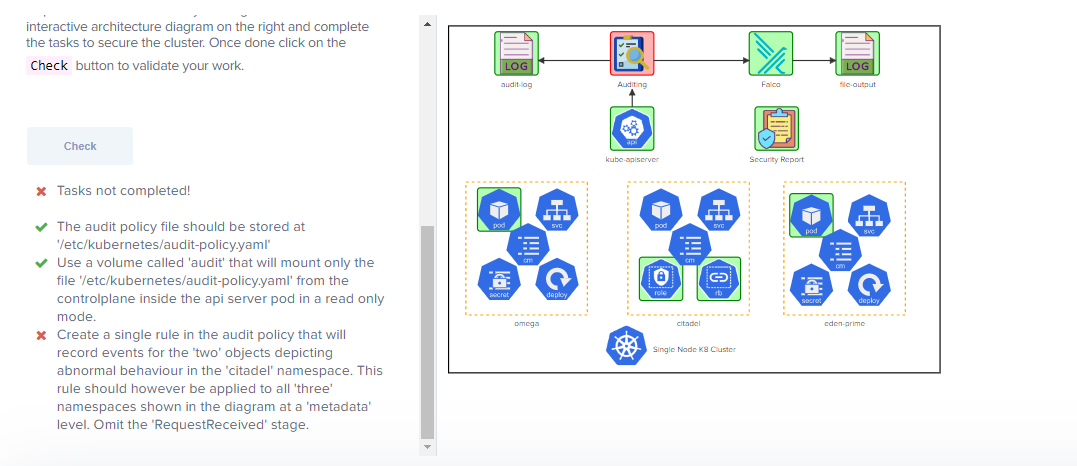 interactive architecture diagram on the right and complete
the tasks to secure the cluster. Once done click on the
Check button to validate your work.
Check
Tasks not completed!
The audit policy file should be stored at
'/etc/kubernetes/audit-policy.yaml'
Use a volume called 'audit' that will mount only the
file '/etc/kubernetes/audit-policy.yaml' from the
controlplane inside the api server pod in a read only
mode.
Create a single rule in the audit policy that will
record events for the 'two' objects depicting
abnormal behaviour in the 'citadel' namespace. This
rule should however be applied to all 'three'
namespaces shown in the diagram at a 'metadata'
level. Omit the 'RequestReceived' stage.
LOG
LOG
audit-log
Auditing
Falco
file-output
api
kube-apiserver
Security Report
pod
svc
cm
secret
deploy
omega
pod
svc
cm
role
rb
citadel
pod
svc
cm
secret
deploy
eden-prime
Single Node K8 Cluster